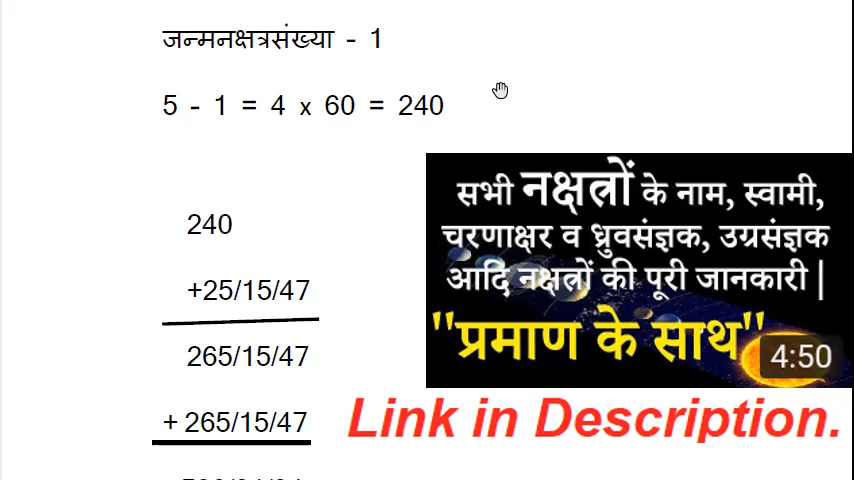 जन्मनक्षत्रसंख्या - 1
5 - 1 = 4 x 60 = 240
240
+25/15/47
265/15/47
+ 265/15/47
सभी नक्षत्रों के नाम, स्वामी,
चरणाक्षर व ध्रुवसंज्ञक, उग्रसंज्ञक
आदि नक्षत्रों की पूरी जानकारी |
"प्रमाण के साथ"
4:50
Link in Description.